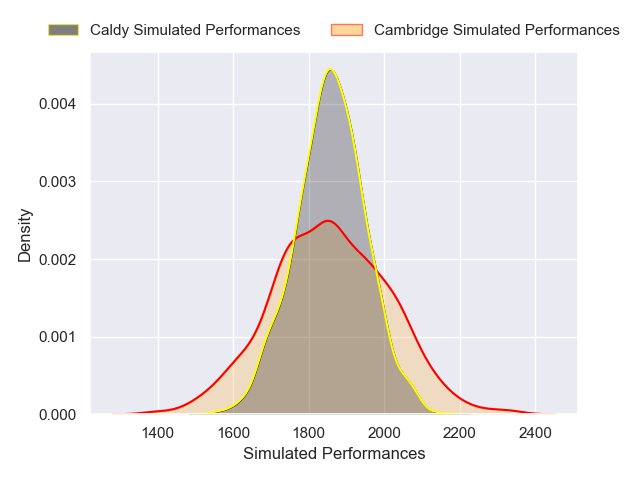 Caldy Simulated Performances Cambridge Simulated Performances
0.004
0.003
0.002
0.001
0.000
Density
1400 1600 1800 2000 2200 2400
Simulated Performances